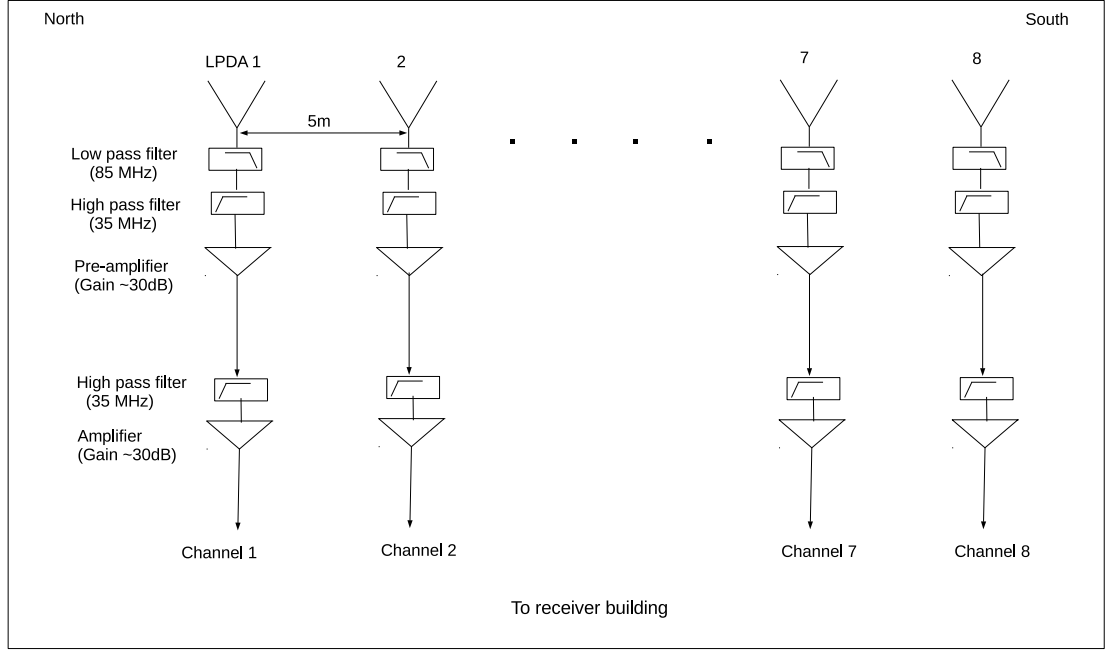 North
South
LPDA 1
2
7
8
5m
Low pass filter
(85 MHz)
High pass filter
(35 MHz)
Pre-amplifier
(Gain ~30dB)
High pass filter
(35 MHz)
Amplifier
(Gain ~30dB)
Channel 1
Channel 2
Channel 7
Channel 8
To receiver building